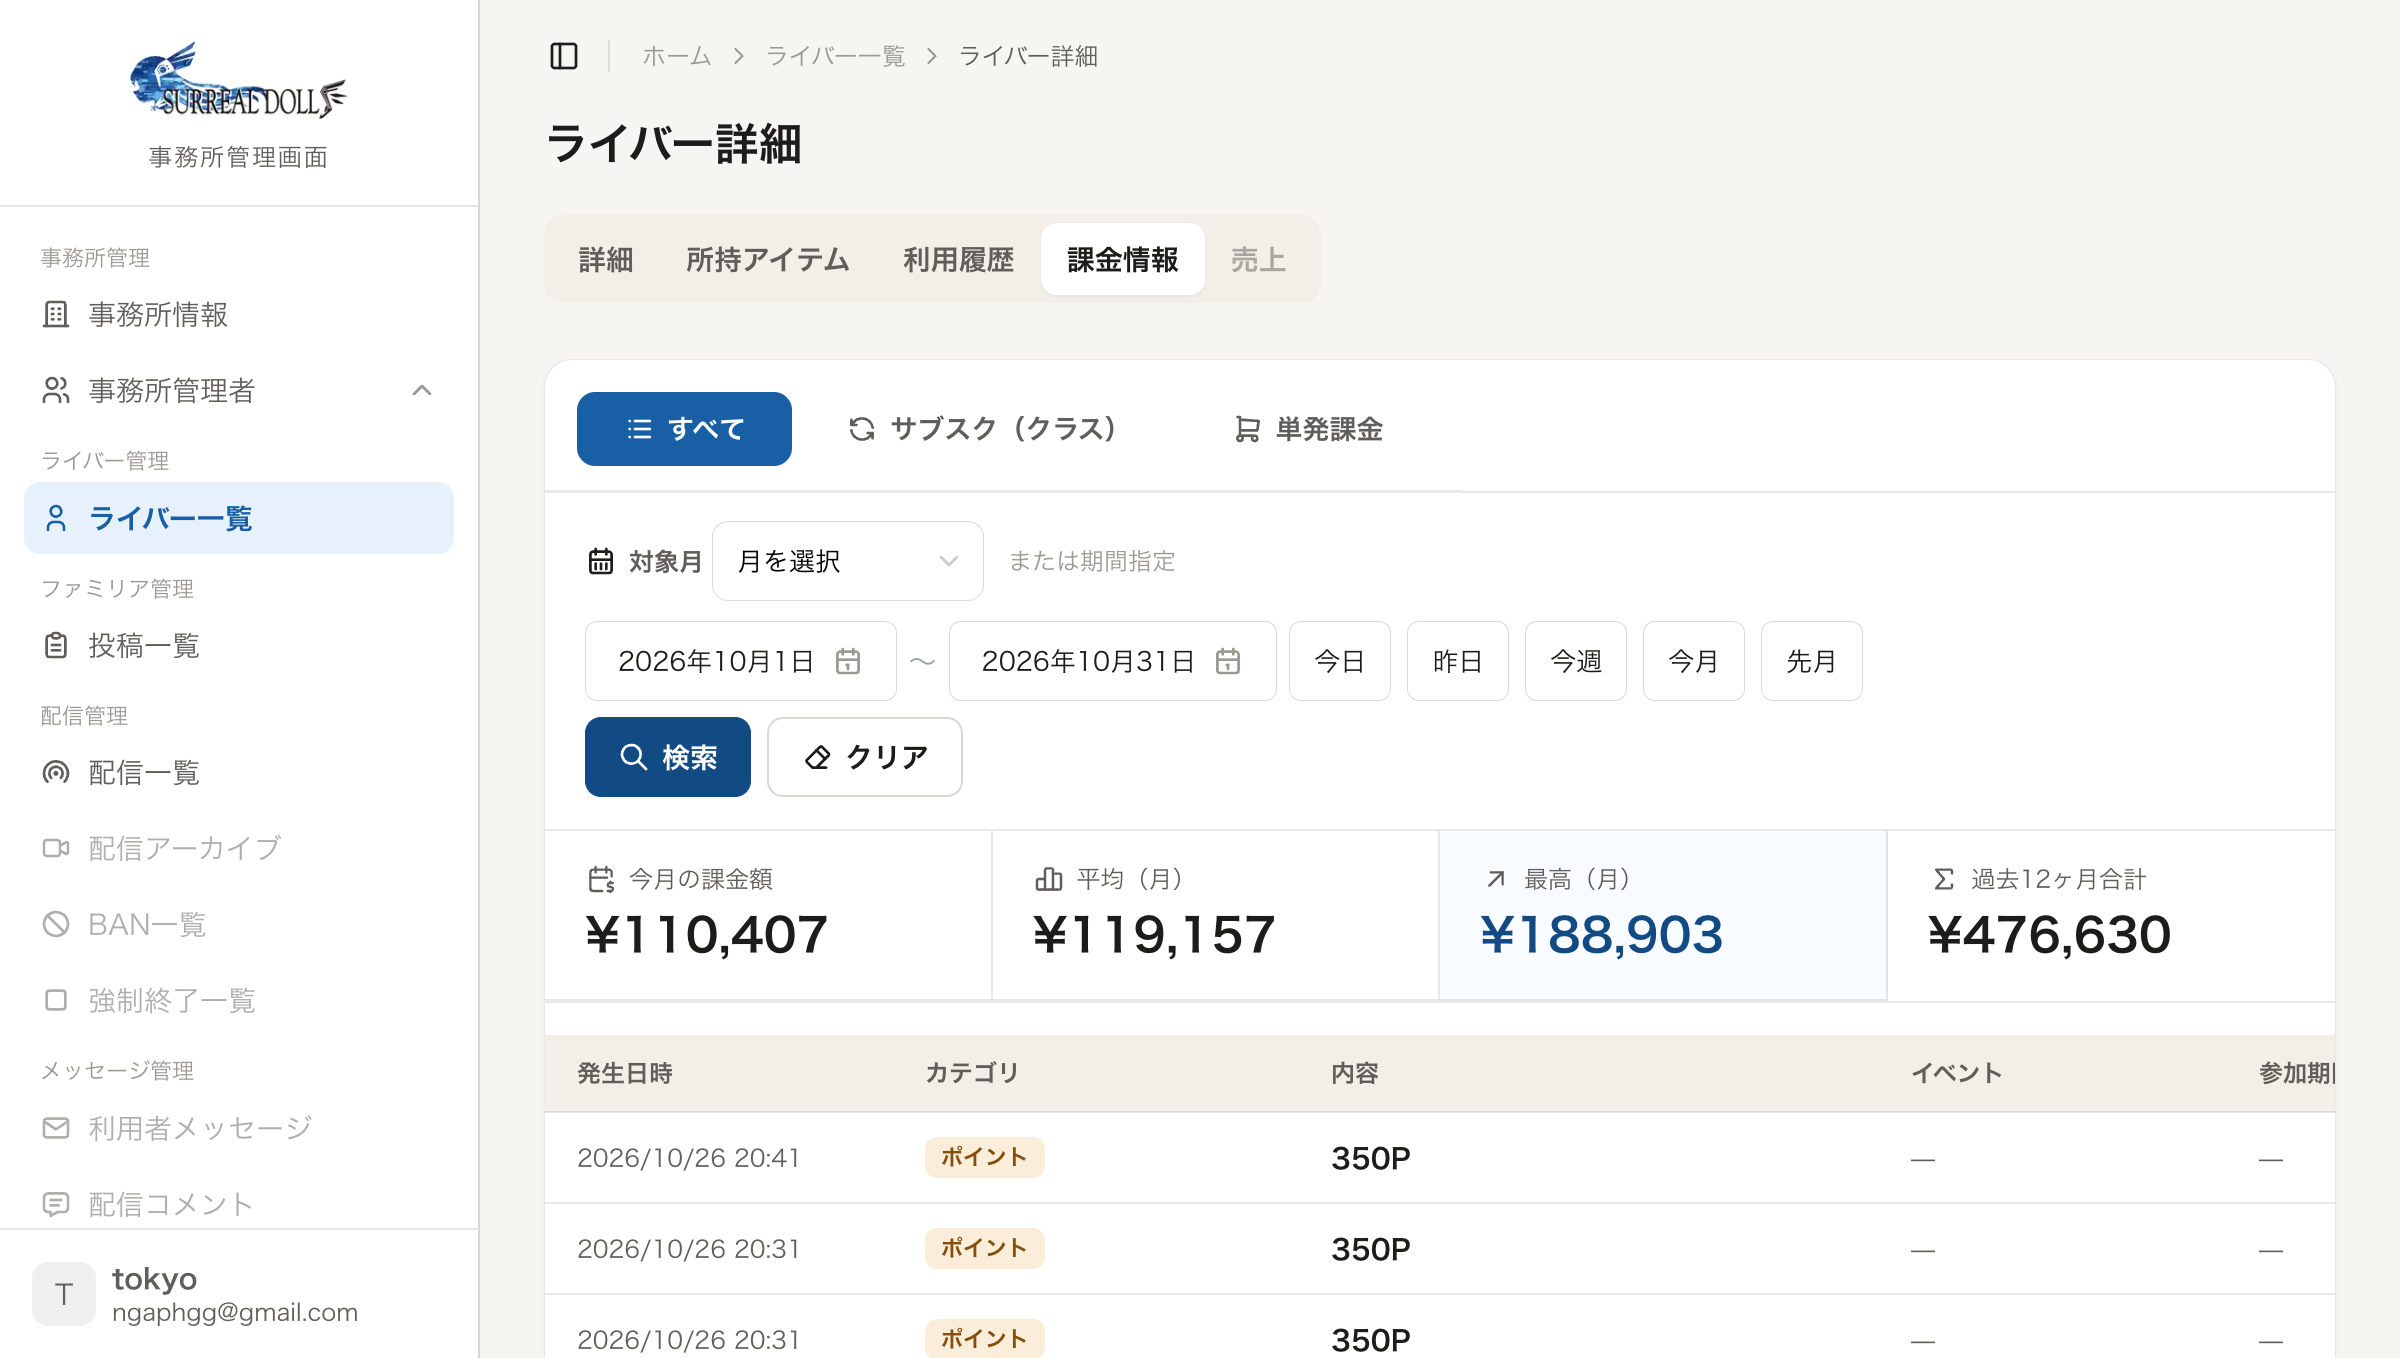 SURREAL DOLL
事務所管理画面
事務所管理
事務所情報
事務所管理者
ライバー管理
ライバー一覧
ファミリア管理
投稿一覧
配信管理
配信一覧
配信アーカイブ
BAN一覧
強制終了一覧
メッセージ管理
利用者メッセージ
配信コメント
T
tokyo
ngaphgg@gmail.com
ホーム > ライバー一覧 > ライバー詳細
ライバー詳細
詳細 所持アイテム 利用履歴 課金情報 売上
すべて サブスク（クラス） 単発課金
対象月 月を選択 または期間指定
2026年10月1日 〜 2026年10月31日 今日 昨日 今週 今月 先月
検索 クリア
今月の課金額 平均（月） 最高（月） 過去12ヶ月合計
¥110,407 ¥119,157 ¥188,903 ¥476,630
発生日時 カテゴリ 内容 イベント 参加期
2026/10/26 20:41 ポイント 350P — —
2026/10/26 20:31 ポイント 350P — —
2026/10/26 20:31 ポイント 350P — —